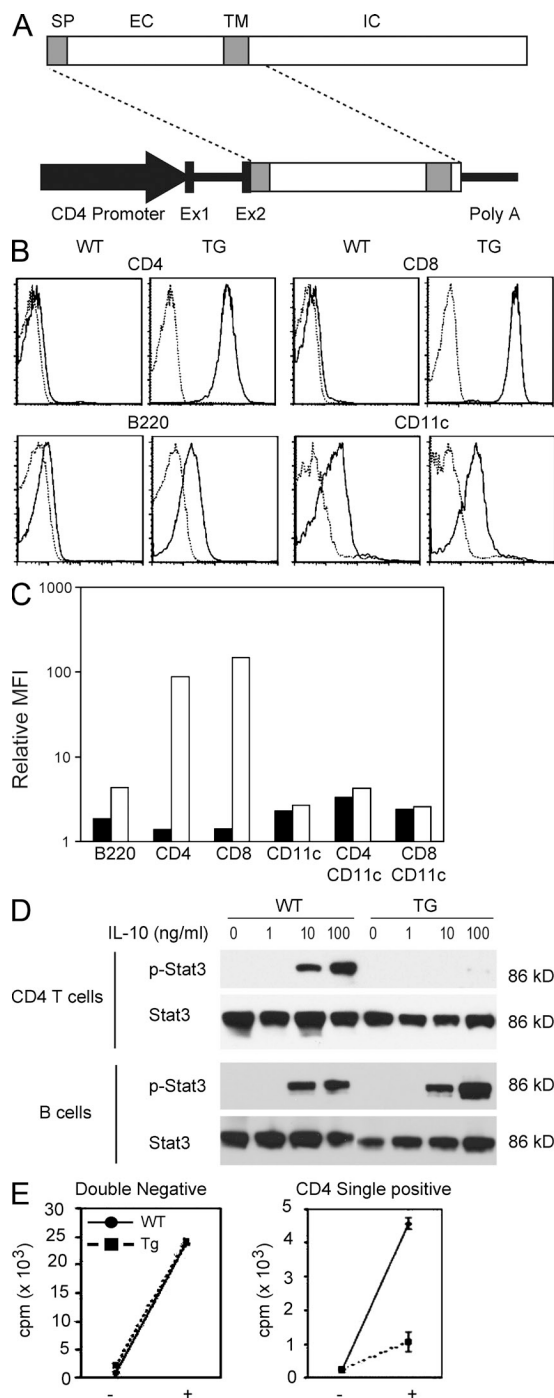 A
SP EC TM IC
CD4 Promoter Ex1 Ex2 Poly A
B
WT TG WT TG
CD4 CD8
B220 CD11c
C
Relative MFI
1000
100
10
1
B220 CD4 CD8 CD11c CD4 CD11c CD8 CD11c
D
WT TG
IL-10 (ng/ml) 0 1 10 100 0 1 10 100
CD4 T cells
p-Stat3 86 kD
Stat3 86 kD
B cells
p-Stat3 86 kD
Stat3 86 kD
E
Double Negative CD4 Single positive
WT
Tg
cpm (x 10³)
30
25
20
15
10
5
0
- +
cpm (x 10³)
5
4
3
2
1
0
- +